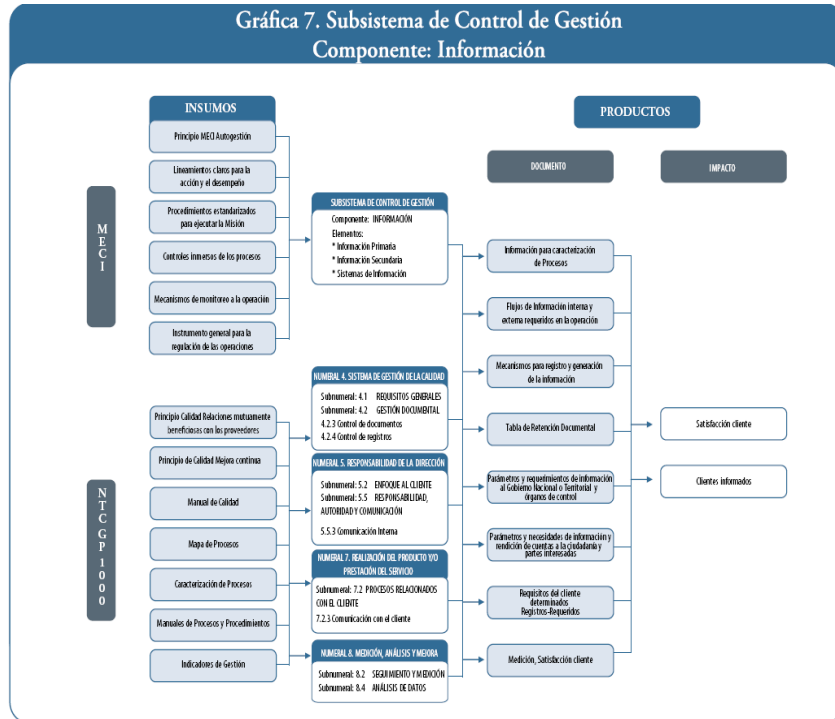 Gráfica 7. Subsistema de Control de Gestión
Componente: Información
INSUMOS
Principio MECI Autogestión
Lineamientos claros para la
acción y el desempeño
Procedimientos estandarizados
para ejecutar la Misión
Controles inmersos de los procesos
Mecanismos de monitoreo a la operación
Instrumento general para la
regulación de las operaciones
MECI
SUBSISTEMA DE CONTROL DE GESTIÓN
Componente: INFORMACIÓN
Elementos:
* Información Primaria
* Información Secundaria
* Sistemas de Información
Principio Calidad Relaciones mutuamente
beneficiosas con los proveedores
Principio de Calidad Mejora continua
Manual de Calidad
Mapa de Procesos
Caracterización de Procesos
Manuales de Procesos y Procedimientos
Indicadores de Gestión
NTCGP 1000
NUMERAL 4. SISTEMA DE GESTIÓN DE LA CALIDAD
Subnumeral: 4.1 REQUISITOS GENERALES
Subnumeral: 4.2 GESTIÓN DOCUMENTAL
4.2.3 Control de documentos
4.2.4 Control de registros
NUMERAL 5. RESPONSABILIDAD DE LA DIRECCIÓN
Subnumeral: 5.2 ENFOQUE AL CLIENTE
Subnumeral: 5.5 RESPONSABILIDAD,
AUTORIDAD Y COMUNICACIÓN
5.5.3 Comunicación Interna
NUMERAL 7. REALIZACIÓN DEL PRODUCTO Y/O
PRESTACIÓN DEL SERVICIO
Subnumeral: 7.2 PROCESOS RELACIONADOS
CON EL CLIENTE
7.2.3 Comunicación con el cliente
NUMERAL 8. MEDICIÓN, ANÁLISIS Y MEJORA
Subnumeral: 8.2 SEGUIMIENTO Y MEDICIÓN
Subnumeral: 8.4 ANÁLISIS DE DATOS
PRODUCTOS
DOCUMENTO
Información para caracterización
de Procesos
Flujos de Información interna y
externa requeridos en la operación
Mecanismos para registro y generación
de la información
Tabla de Retención Documental
Parámetros y requerimientos de información
al Gobierno Nacional o Territorial y
órganos de control
Parámetros y necesidades de información y
rendición de cuentas a la ciudadanía y
partes interesadas
Requisitos del cliente
determinados
Registros-Requeridos
Medición, Satisfacción cliente
IMPACTO
Satisfacción cliente
Clientes informados